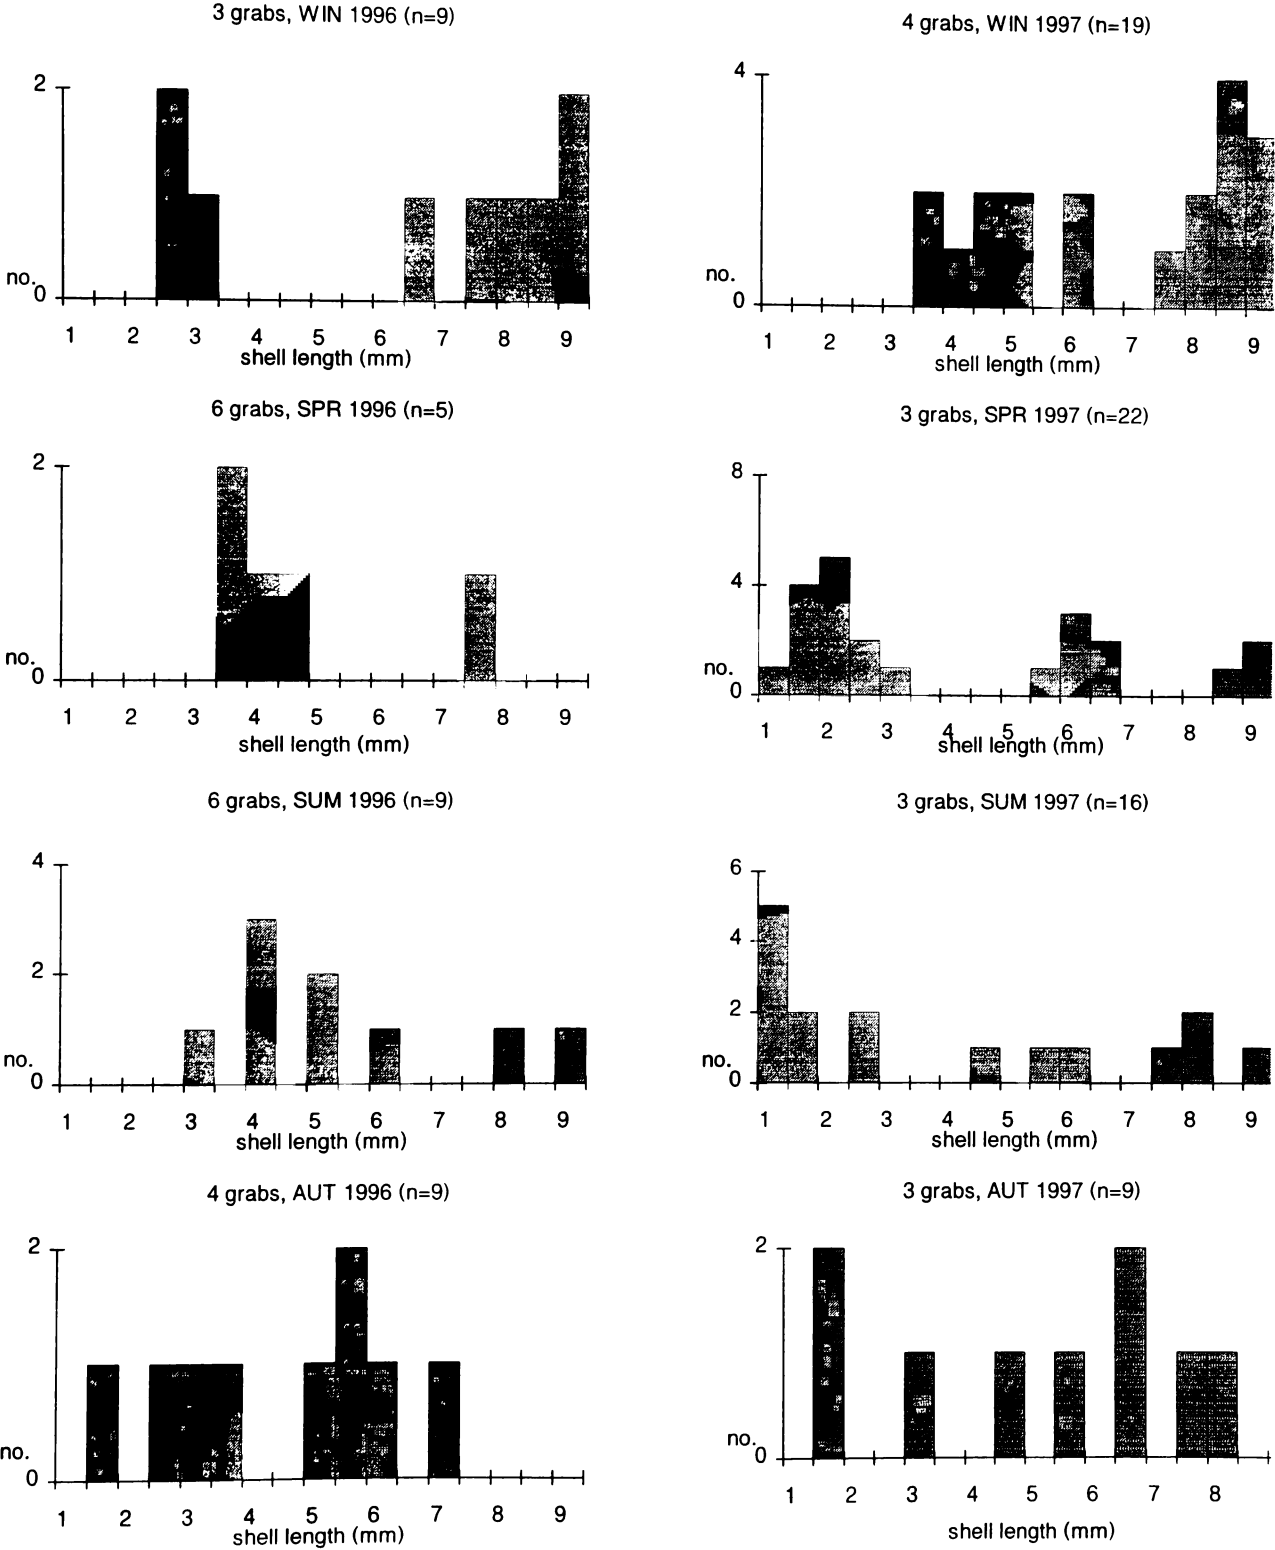 3 grabs, WIN 1996 (n=9)
2
no.
0
1 2 3 4 5 6 7 8 9
shell length (mm)
4 grabs, WIN 1997 (n=19)
4
2
no.
0
1 2 3 4 5 6 7 8 9
shell length (mm)
6 grabs, SPR 1996 (n=5)
2
no.
0
1 2 3 4 5 6 7 8 9
shell length (mm)
3 grabs, SPR 1997 (n=22)
8
4
no.
0
1 2 3 4 5 6 7 8 9
shell length (mm)
6 grabs, SUM 1996 (n=9)
4
2
no.
0
1 2 3 4 5 6 7 8 9
shell length (mm)
3 grabs, SUM 1997 (n=16)
6
4
2
no.
0
1 2 3 4 5 6 7 8 9
shell length (mm)
4 grabs, AUT 1996 (n=9)
2
no.
0
1 2 3 4 5 6 7 8 9
shell length (mm)
3 grabs, AUT 1997 (n=9)
2
no.
0
1 2 3 4 5 6 7 8
shell length (mm)